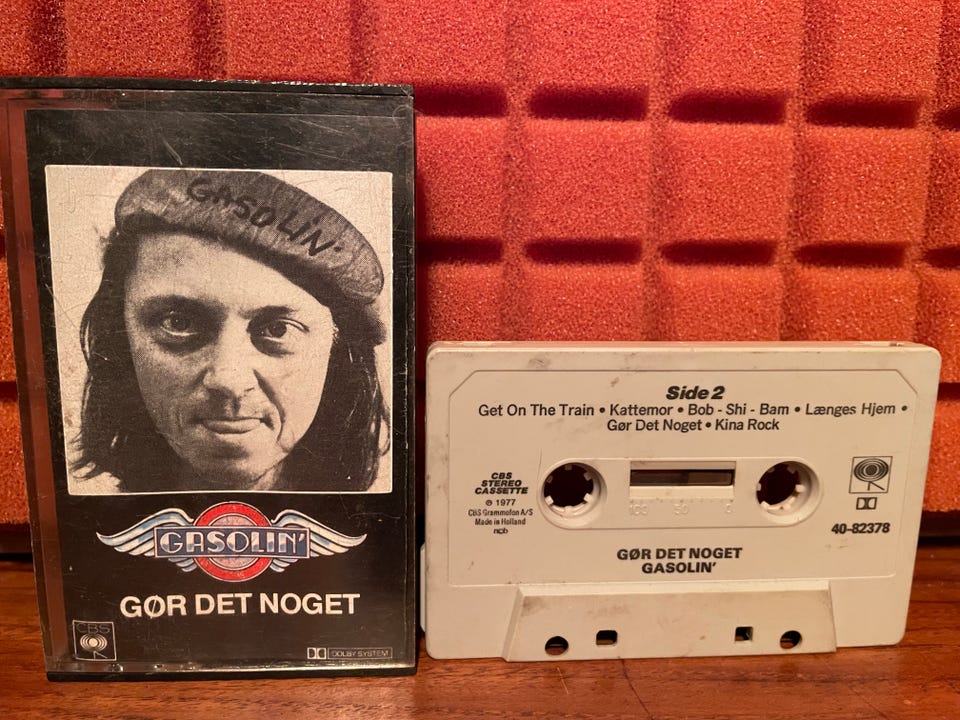 GASOLIN'
GASOLIN'
GØR DET NOGET
CBS
DOLBY SYSTEM
Side 2
Get On The Train • Kattemor • Bob - Shi - Bam • Længes Hjem •
Gør Det Noget • Kina Rock
CBS
STEREO
CASSETTE
℗ 1977
CBS Grammofon A/S
Made in Holland
ncb
100 50 0
40-82378
GØR DET NOGET
GASOLIN'